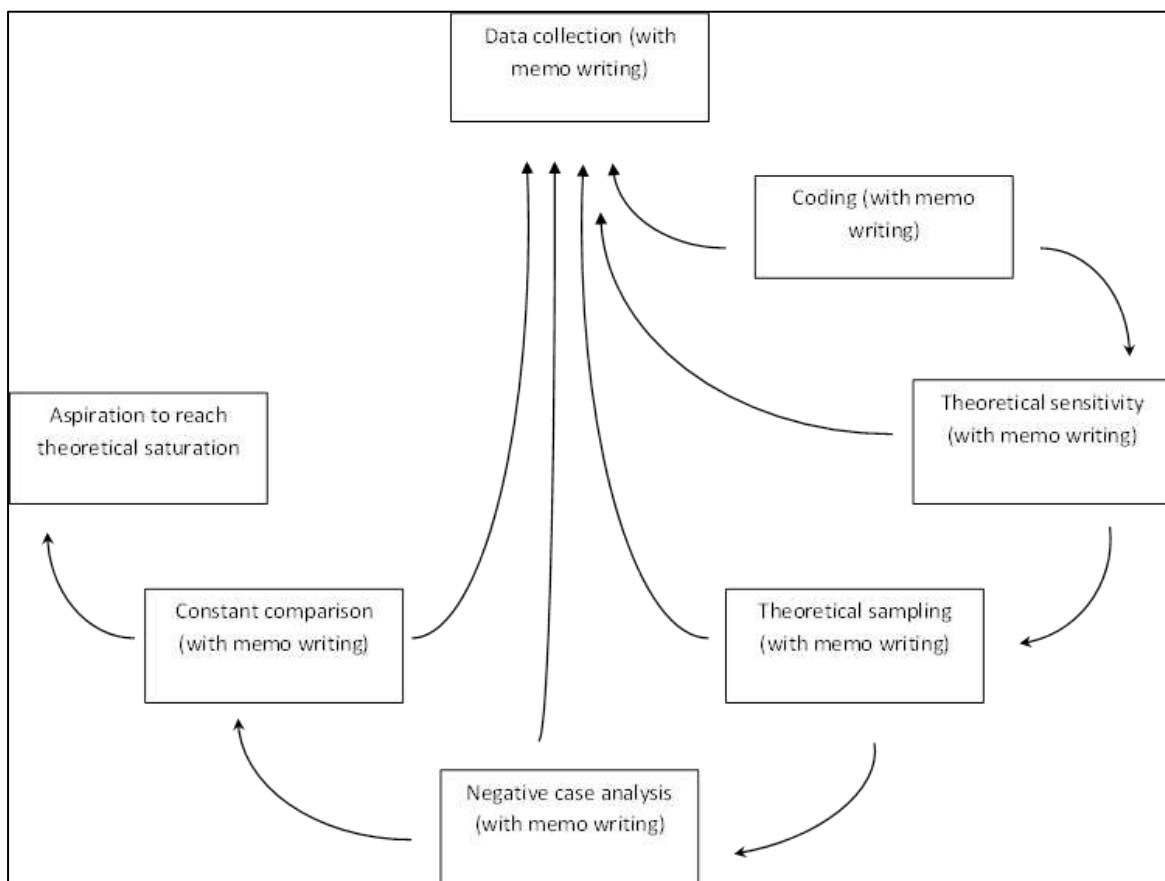 Data collection (with
memo writing)
Coding (with memo
writing)
Theoretical sensitivity
(with memo writing)
Aspiration to reach
theoretical saturation
Constant comparison
(with memo writing)
Theoretical sampling
(with memo writing)
Negative case analysis
(with memo writing)